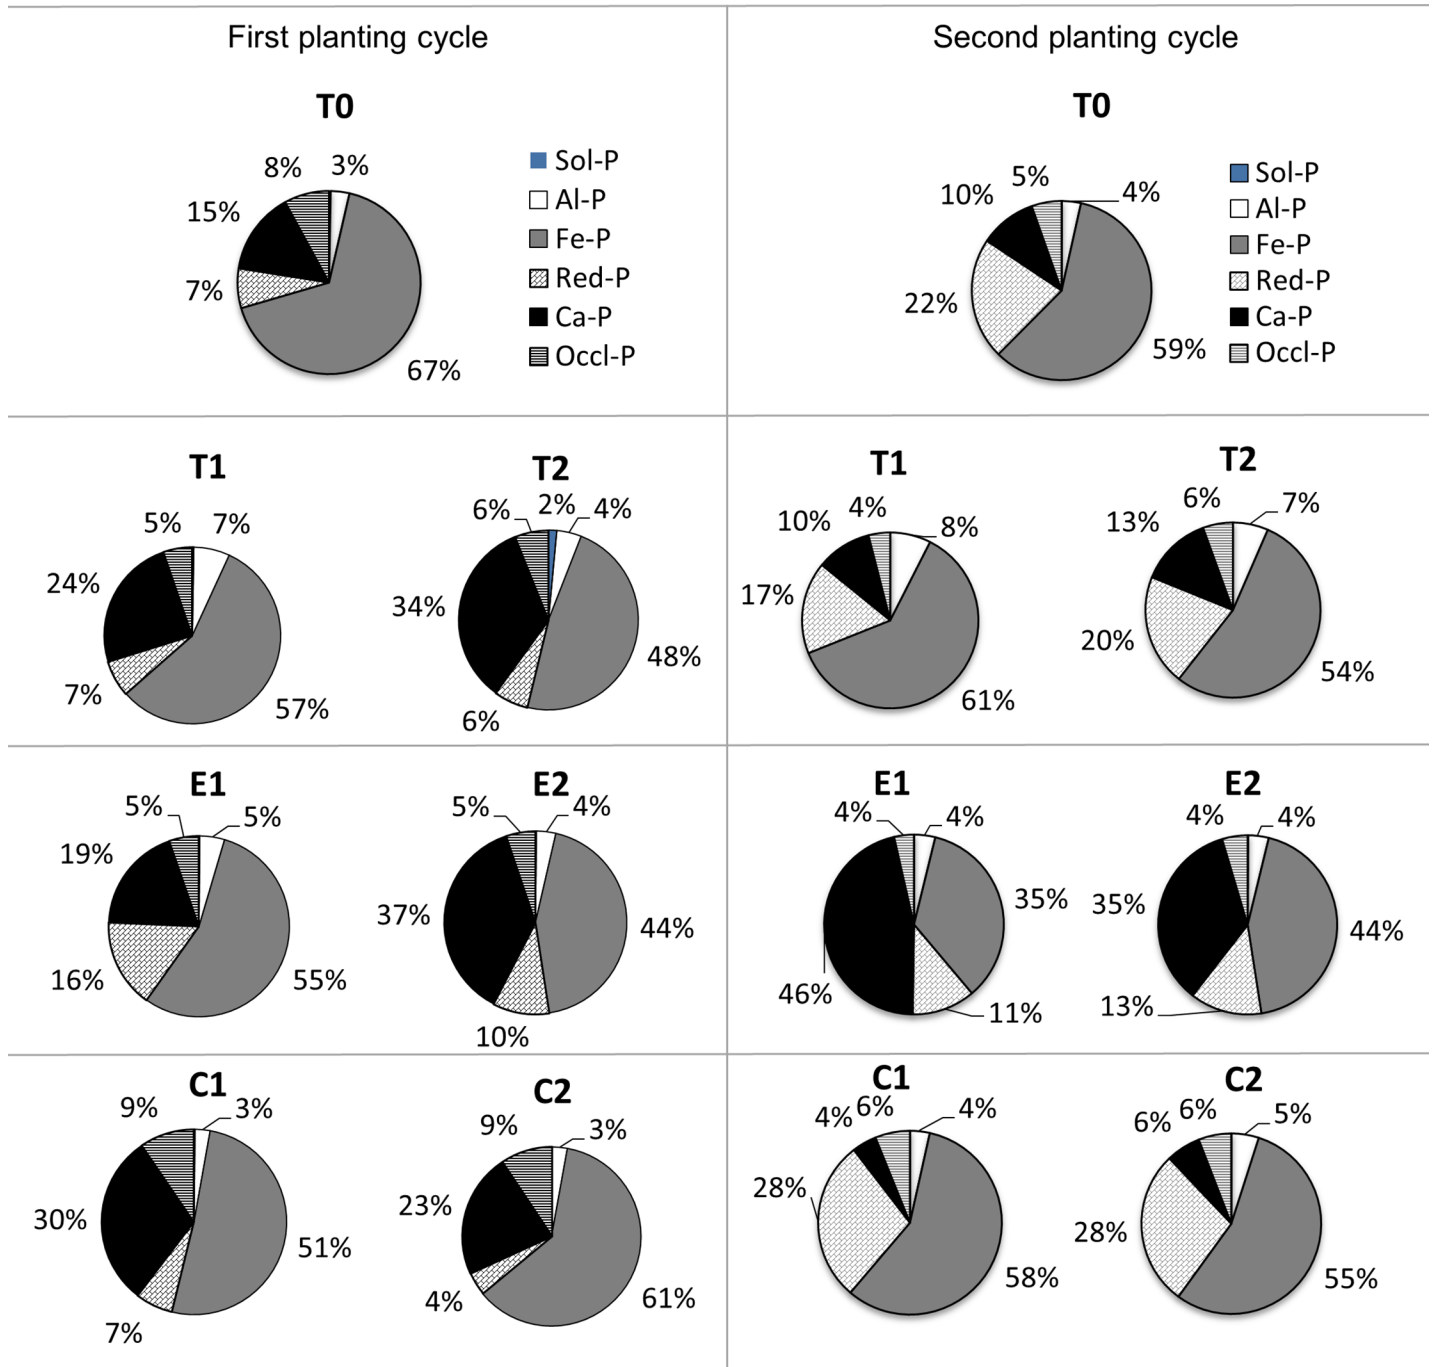 First planting cycle
Second planting cycle
T0
8% 3%
15%
7%
67%
Sol-P
Al-P
Fe-P
Red-P
Ca-P
Occl-P
T0
5% 4%
10%
22%
59%
Sol-P
Al-P
Fe-P
Red-P
Ca-P
Occl-P
T1
5% 7%
24%
7%
57%
T2
6% 2% 4%
34%
48%
6%
T1
10% 4% 8%
17%
61%
T2
6% 7%
13%
20%
54%
E1
5% 5%
19%
16% 55%
E2
5% 4%
37% 44%
10%
E1
4% 4%
35%
46% 11%
E2
4% 4%
35%
44%
13%
C1
9% 3%
30%
51%
7%
C2
9% 3%
23%
4% 61%
C1
4% 6% 4%
28%
58%
C2
6% 6% 5%
28%
55%